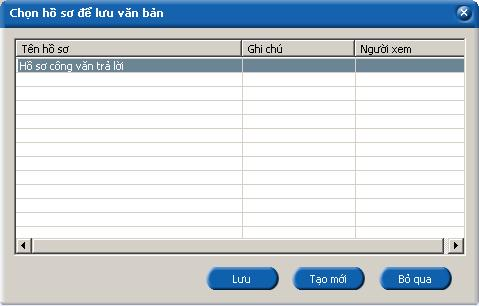 Chọn hồ sơ để lưu văn bản
Tên hồ sơ Ghi chú Người xem
Hồ sơ công văn trả lời
Lưu Tạo mới Bỏ qua